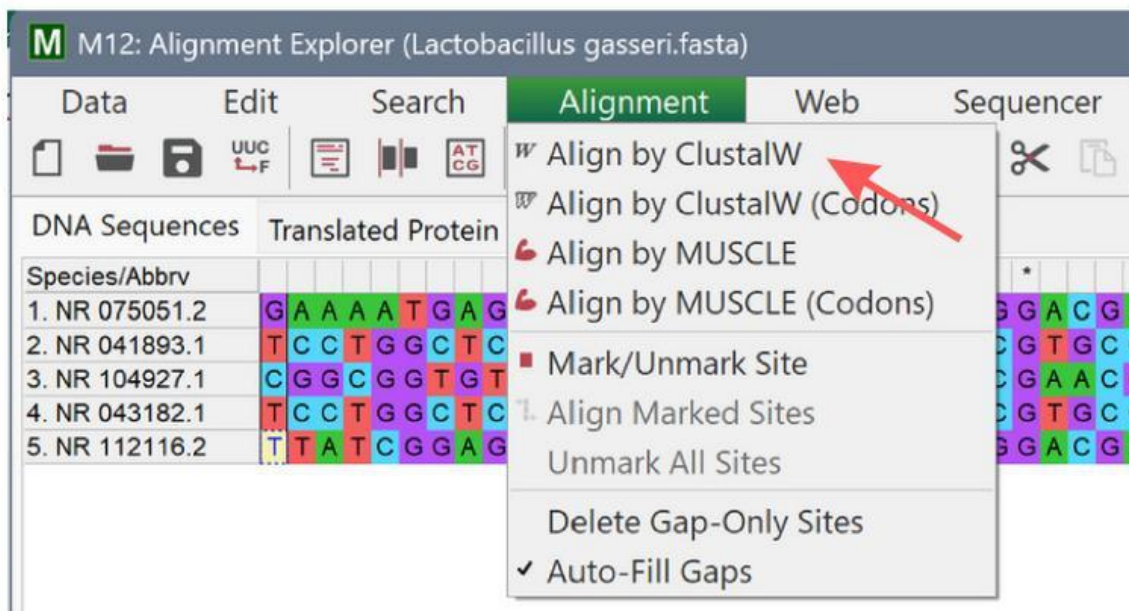 M M12: Alignment Explorer (Lactobacillus gasseri.fasta)
Data Edit Search Alignment Web Sequencer
UUC
F
AT
CG
W Align by ClustalW
W Align by ClustalW (Codons)
Align by MUSCLE
Align by MUSCLE (Codons)
Mark/Unmark Site
Align Marked Sites
Unmark All Sites
Delete Gap-Only Sites
Auto-Fill Gaps
DNA Sequences Translated Protein
Species/Abbrv *
1. NR 075051.2 G A A A A T G A G G G A C G
2. NR 041893.1 T C C T G G C T C C G T G C
3. NR 104927.1 C G G C G G T G T C G A A C
4. NR 043182.1 T C C T G G C T C C G T G C
5. NR 112116.2 T T A T C G G A G G G A C G